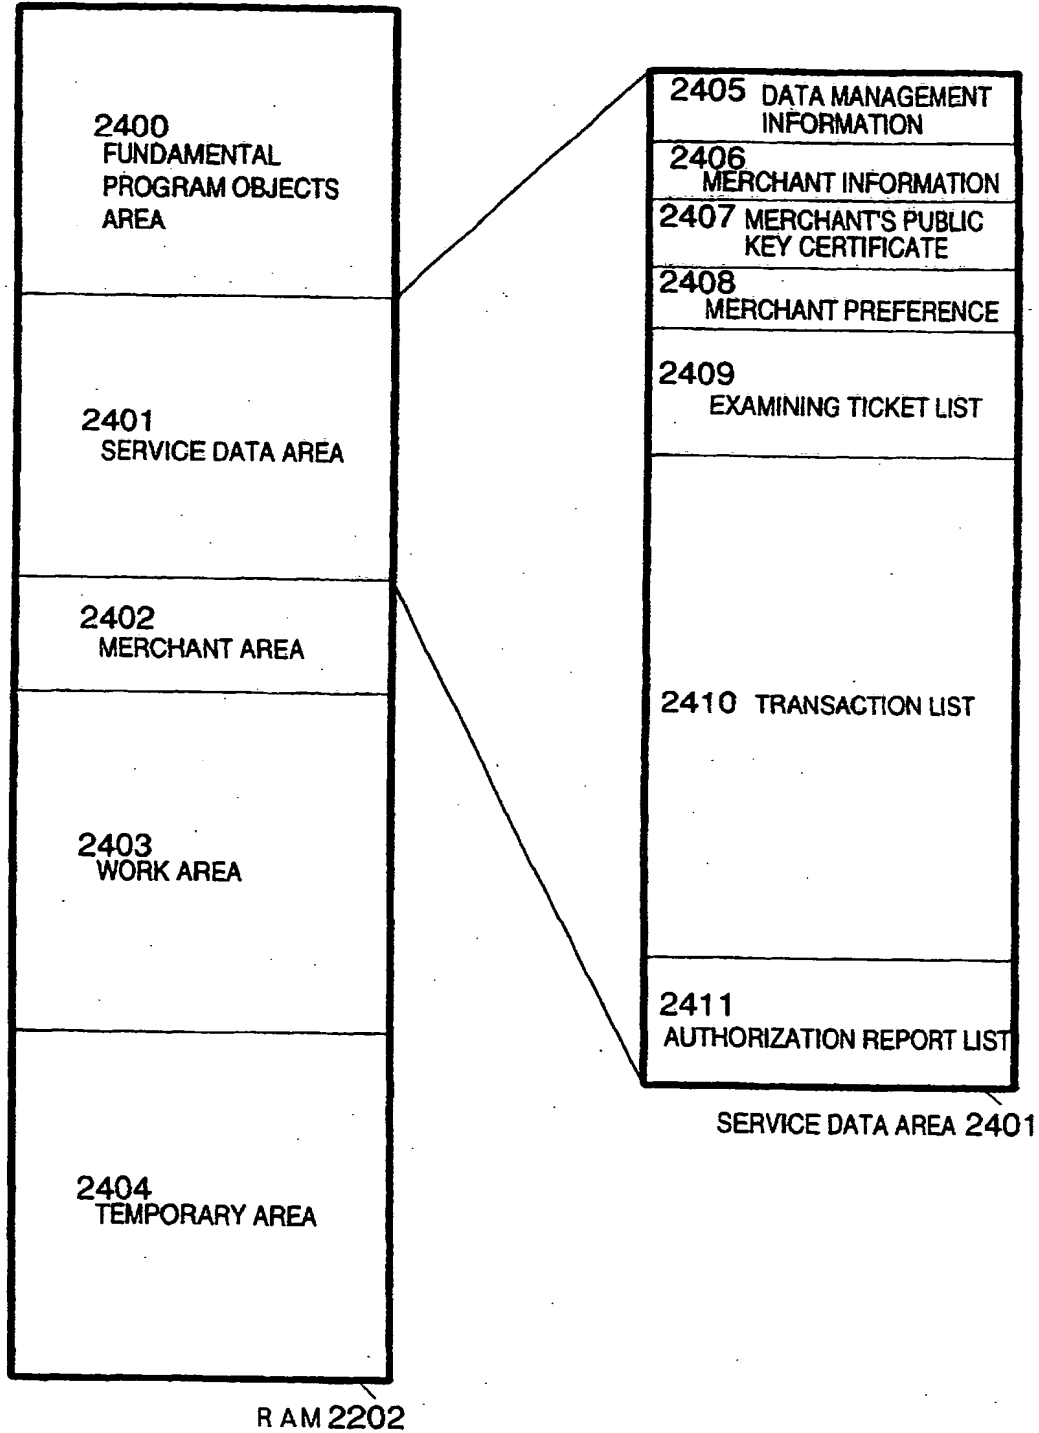 2400
FUNDAMENTAL
PROGRAM OBJECTS
AREA
2401
SERVICE DATA AREA
2402
MERCHANT AREA
2403
WORK AREA
2404
TEMPORARY AREA
RAM 2202
2405 DATA MANAGEMENT
INFORMATION
2406
MERCHANT INFORMATION
2407 MERCHANT'S PUBLIC
KEY CERTIFICATE
2408
MERCHANT PREFERENCE
2409
EXAMINING TICKET LIST
2410 TRANSACTION LIST
2411
AUTHORIZATION REPORT LIST
SERVICE DATA AREA 2401